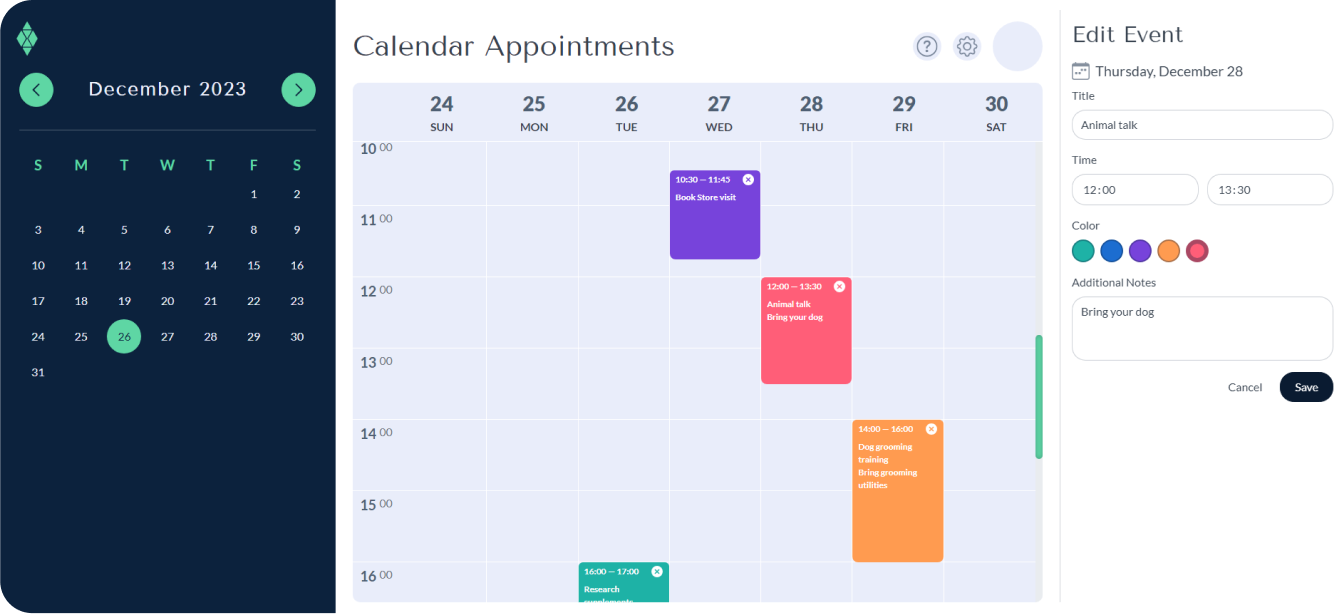 December 2023
S M T W T F S
1 2
3 4 5 6 7 8 9
10 11 12 13 14 15 16
17 18 19 20 21 22 23
24 25 26 27 28 29 30
31
Calendar Appointments
?
24 25 26 27 28 29 30
SUN MON TUE WED THU FRI SAT
10 00
11 00
12 00
13 00
14 00
15 00
16 00
10:30 — 11:45
Book Store visit
12:00 — 13:30
Animal talk
Bring your dog
14:00 — 16:00
Dog grooming
training
Bring grooming
utilities
16:00 — 17:00
Research
Edit Event
Thursday, December 28
Title
Animal talk
Time
12:00 13:30
Color
Additional Notes
Bring your dog
Cancel Save